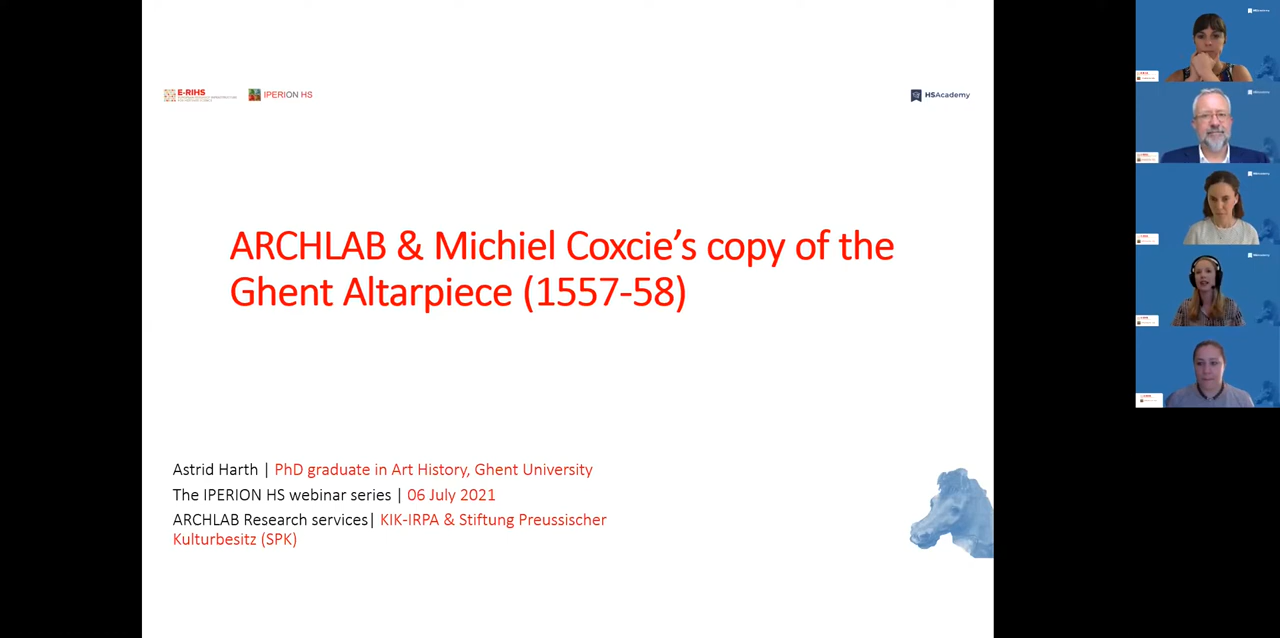 E-RIHS
IPERION HS
HSAcademy
ARCHLAB & Michiel Coxcie's copy of the
Ghent Altarpiece (1557-58)
Astrid Harth | PhD graduate in Art History, Ghent University
The IPERION HS webinar series | 06 July 2021
ARCHLAB Research services| KIK-IRPA & Stiftung Preussischer
Kulturbesitz (SPK)